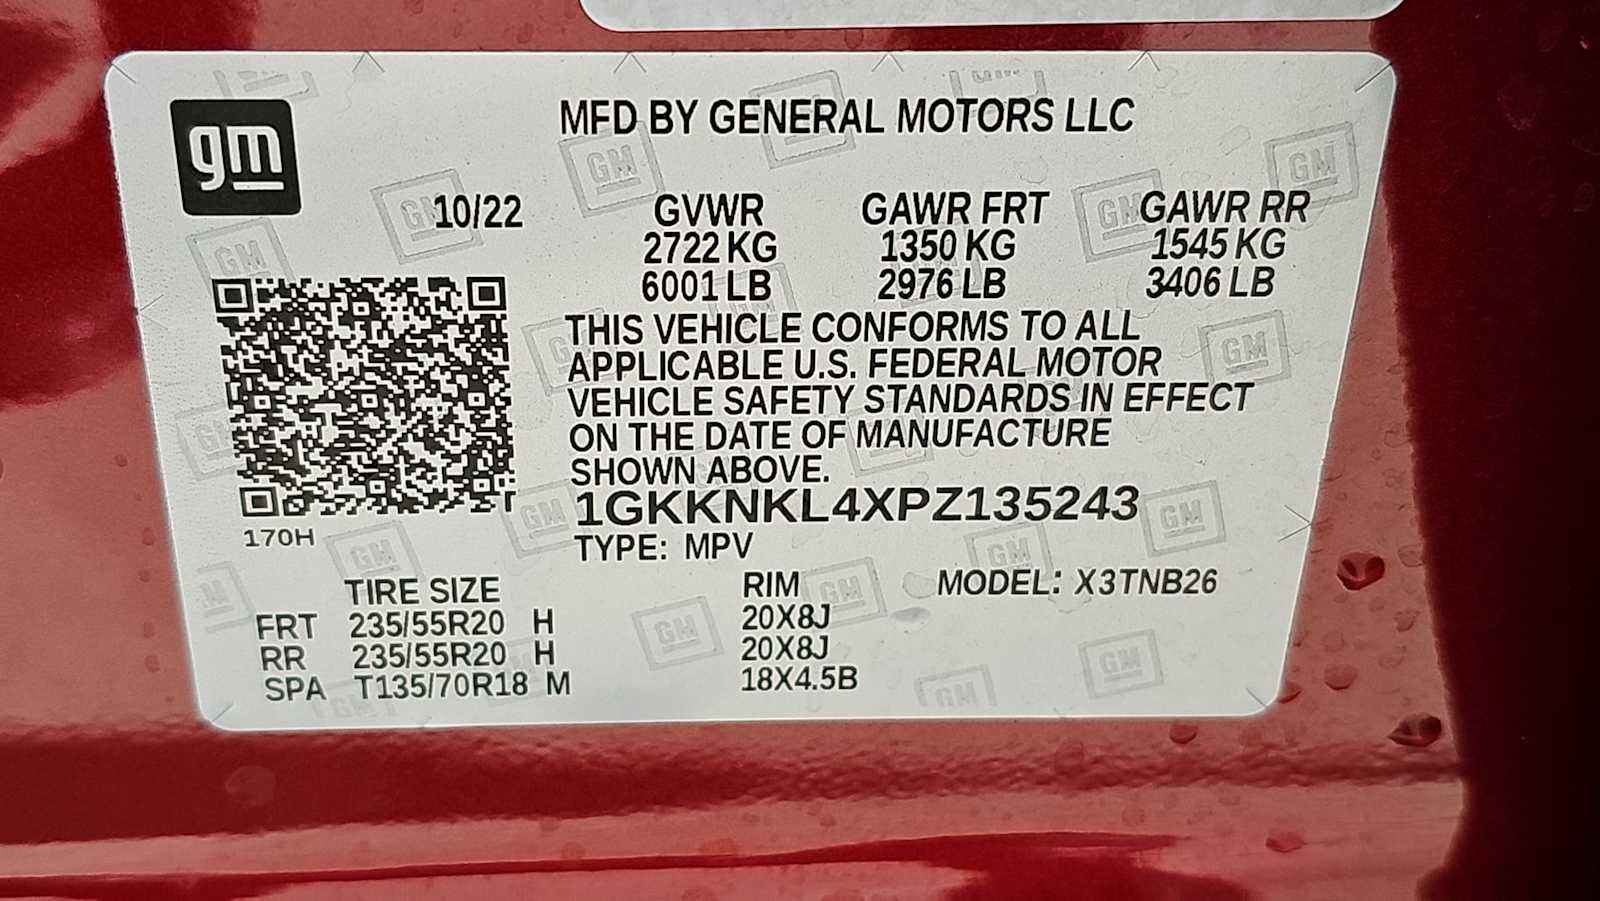 gm
MFD BY GENERAL MOTORS LLC
10/22 GVWR GAWR FRT GAWR RR
2722 KG 1350 KG 1545 KG
6001 LB 2976 LB 3406 LB
THIS VEHICLE CONFORMS TO ALL
APPLICABLE U.S. FEDERAL MOTOR
VEHICLE SAFETY STANDARDS IN EFFECT
ON THE DATE OF MANUFACTURE
SHOWN ABOVE.
1GKKNKL4XPZ135243
170H
TYPE: MPV
TIRE SIZE RIM MODEL: X3TNB26
FRT 235/55R20 H 20X8J
RR 235/55R20 H 20X8J
SPA T135/70R18 M 18X4.5B